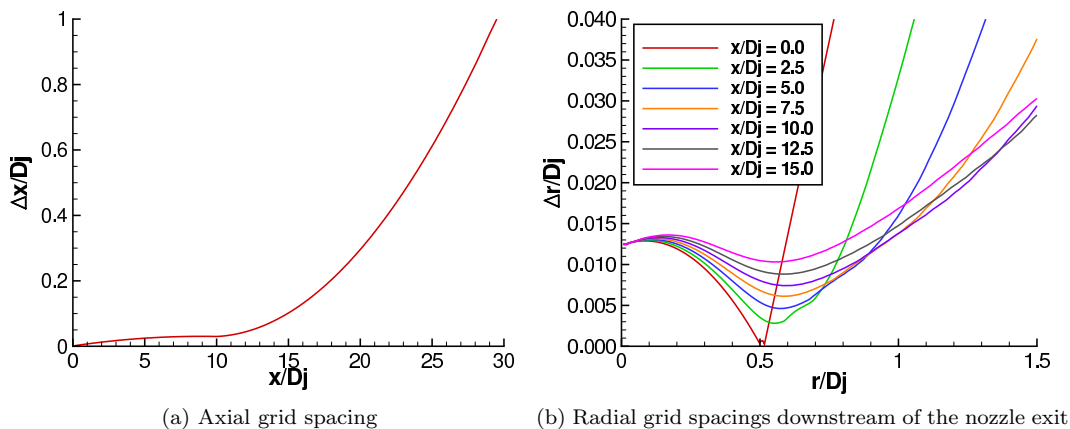 1
0.8
0.6
0.4
0.2
0
Δx/Dj
0 5 10 15 20 25 30
x/Dj
(a) Axial grid spacing
0.040
0.035
0.030
0.025
0.020
0.015
0.010
0.005
0.000
Δr/Dj
x/Dj = 0.0
x/Dj = 2.5
x/Dj = 5.0
x/Dj = 7.5
x/Dj = 10.0
x/Dj = 12.5
x/Dj = 15.0
0 0.5 1 1.5
r/Dj
(b) Radial grid spacings downstream of the nozzle exit